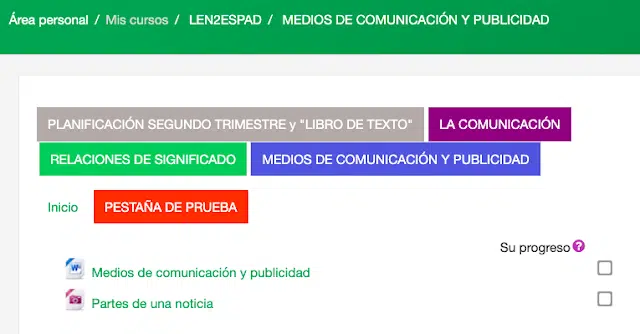 Área personal / Mis cursos / LEN2ESPAD / MEDIOS DE COMUNICACIÓN Y PUBLICIDAD
PLANIFICACIÓN SEGUNDO TRIMESTRE y "LIBRO DE TEXTO" LA COMUNICACIÓN
RELACIONES DE SIGNIFICADO MEDIOS DE COMUNICACIÓN Y PUBLICIDAD
Inicio PESTAÑA DE PRUEBA
Su progreso ?
Medios de comunicación y publicidad
Partes de una noticia